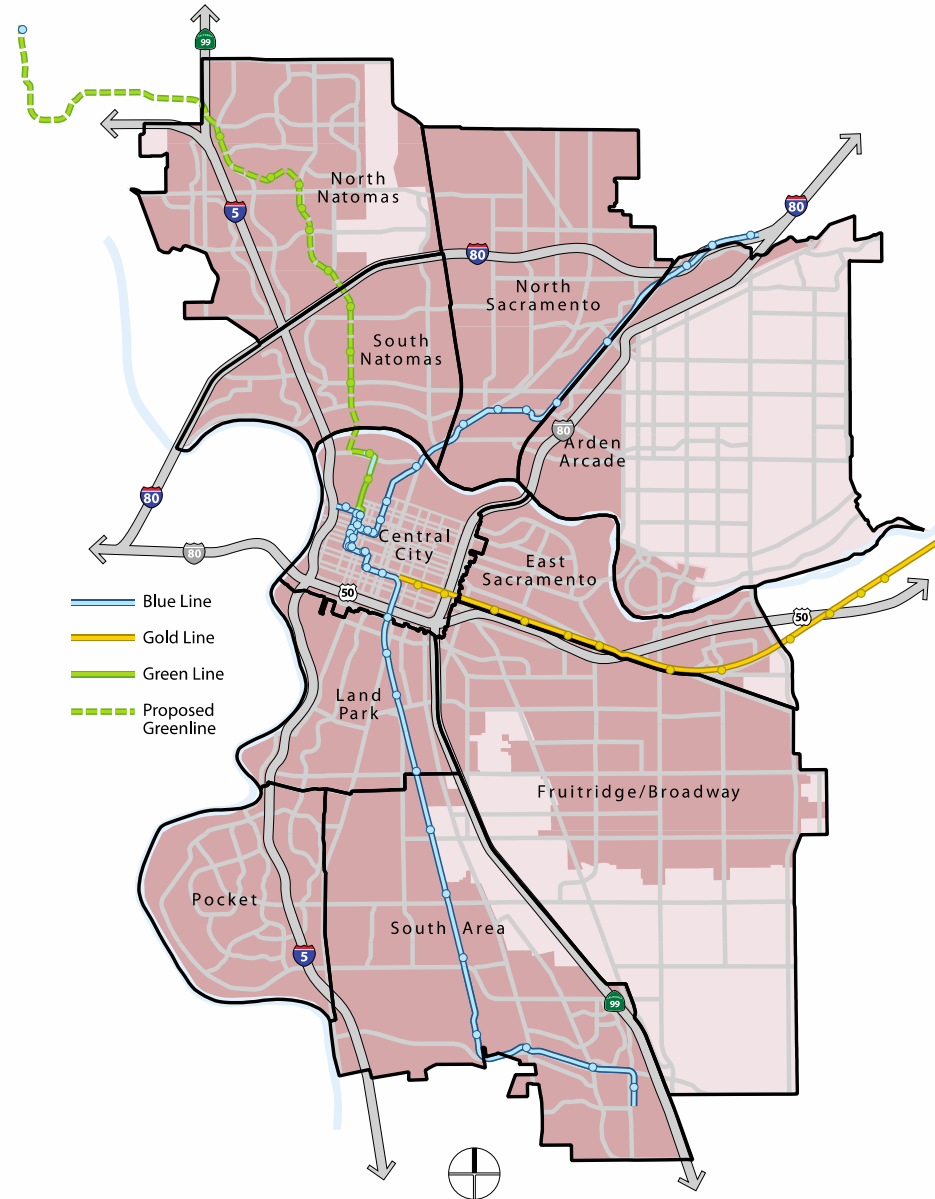 99
North
Natomas
5
80
80
North
Sacramento
South
Natomas
80
Arden
Arcade
80
80
Central
City
East
Sacramento
50
50
Blue Line
Gold Line
Green Line
Proposed
Greenline
Land
Park
Fruitridge/Broadway
Pocket
South Area
5
99